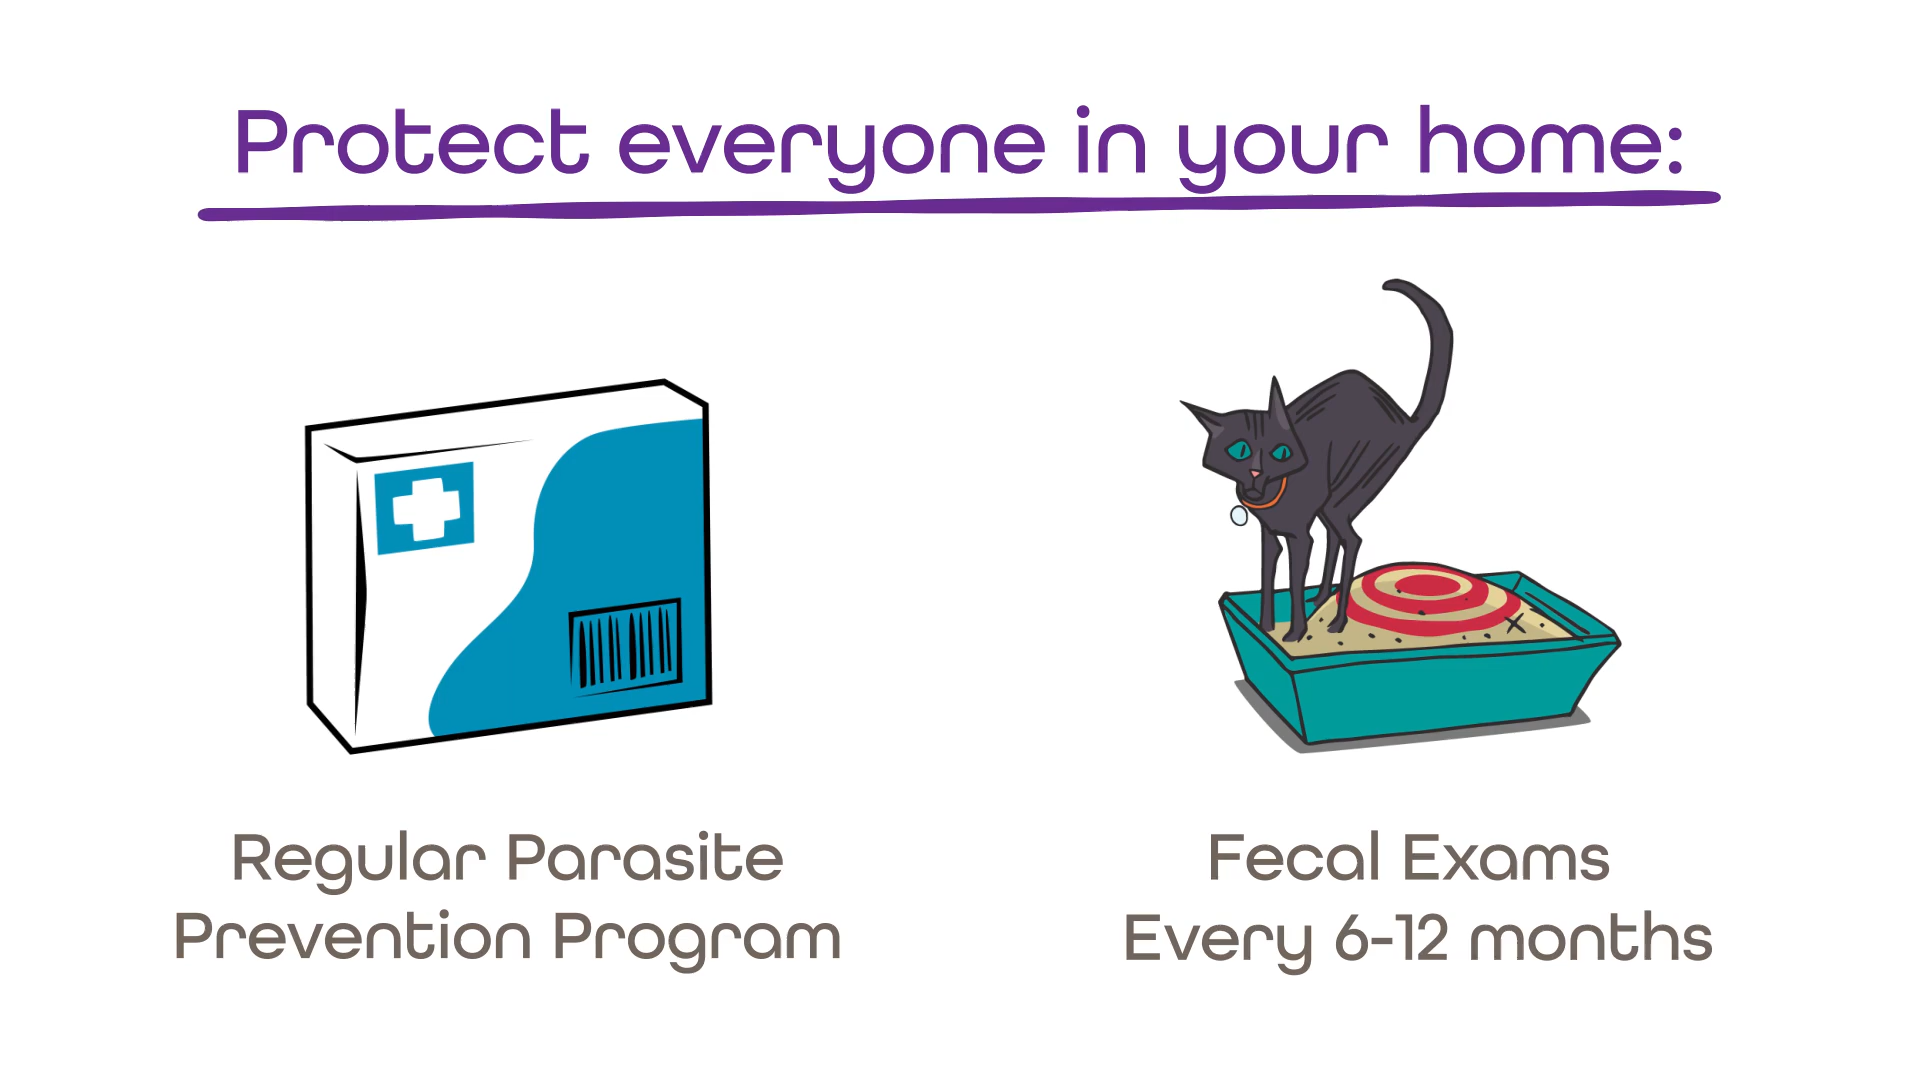 Protect everyone in your home:
Regular Parasite
Prevention Program
Fecal Exams
Every 6-12 months